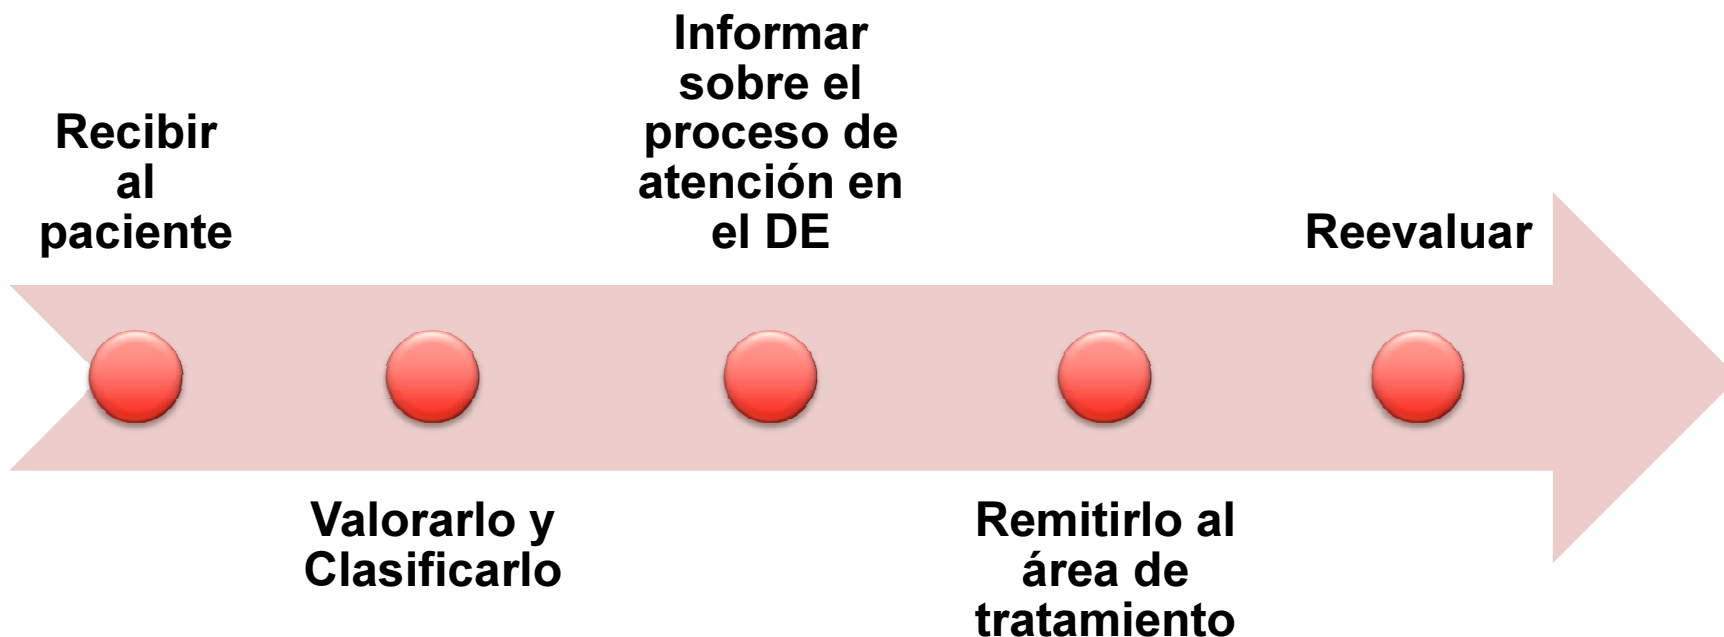 Recibir
al
paciente
Valorarlo y
Clasificarlo
Informar
sobre el
proceso de
atención en
el DE
Remitirlo al
área de
tratamiento
Reevaluar